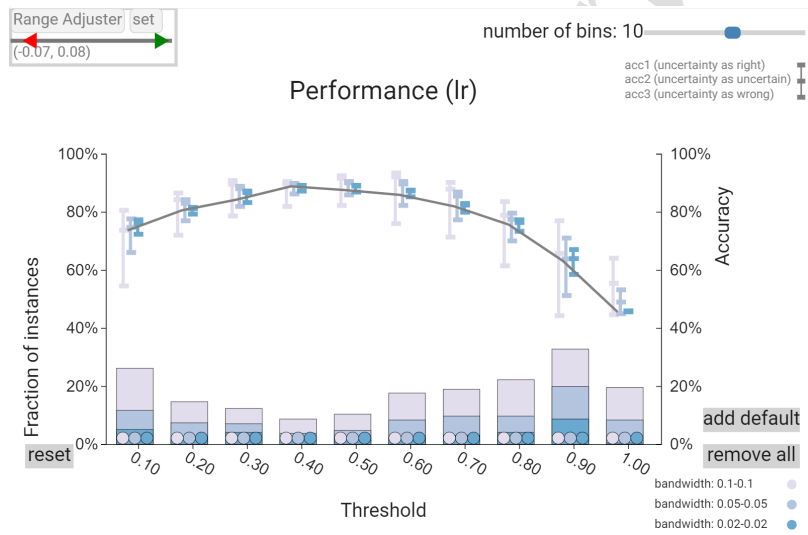 Range Adjuster set
(-0.07, 0.08)
number of bins: 10
acc1 (uncertainty as right)
acc2 (uncertainty as uncertain)
acc3 (uncertainty as wrong)
Performance (lr)
100%
80%
60%
40%
20%
0%
Fraction of instances
100%
80%
60%
40%
20%
0%
Accuracy
0.10 0.20 0.30 0.40 0.50 0.60 0.70 0.80 0.90 1.00
Threshold
reset
add default
remove all
bandwidth: 0.1-0.1
bandwidth: 0.05-0.05
bandwidth: 0.02-0.02